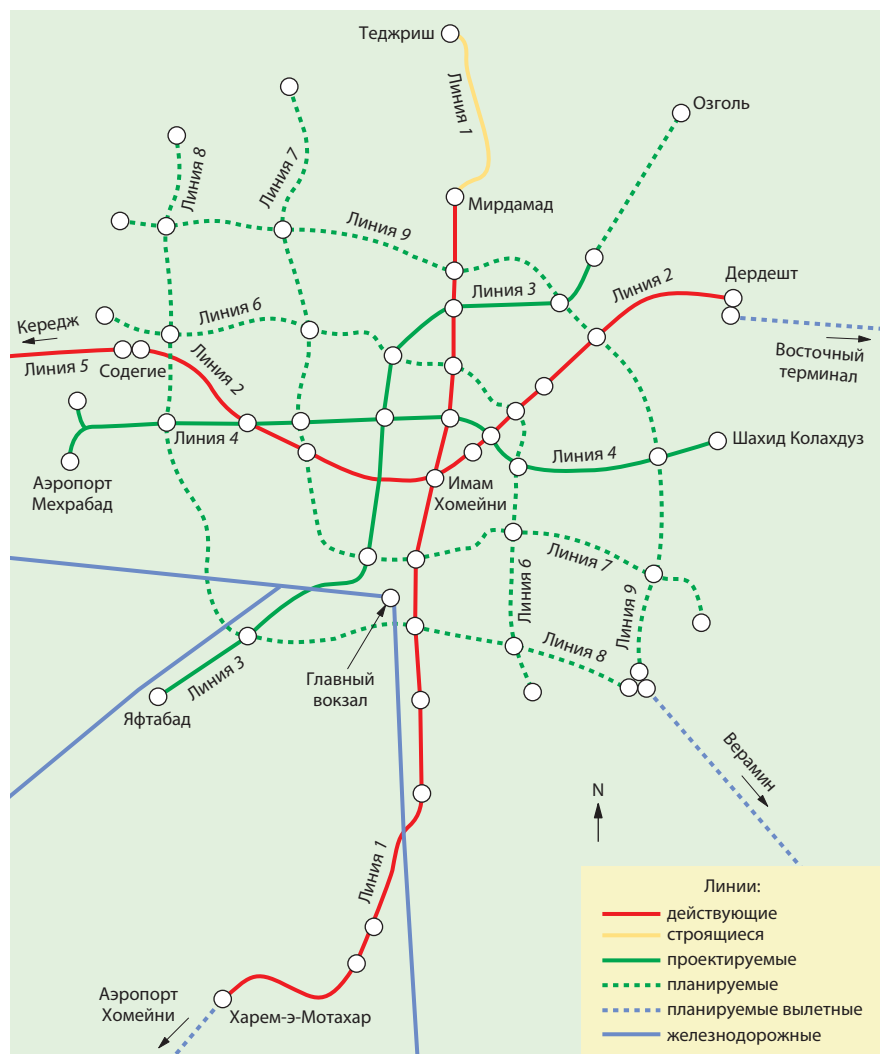 Теджриш
Линия 1
Озголь
Линия 8
Линия 7
Мирдамад
Линия 9
Линия 3
Линия 2
Дердешт
Линия 6
Кередж
Линия 5
Содегие
Линия 2
Восточный
терминал
Линия 4
Шахид Колахдуз
Линия 4
Аэропорт
Мехрабад
Имам
Хомейни
Линия 7
Линия 6
Линия 9
Линия 8
Линия 3
Главный
вокзал
Яфтабад
Верамин
N
Линия 1
Аэропорт
Хомейни
Харем-э-Мотахар
Линии:
действующие
строящиеся
проектируемые
планируемые
планируемые вылетные
железнодорожные